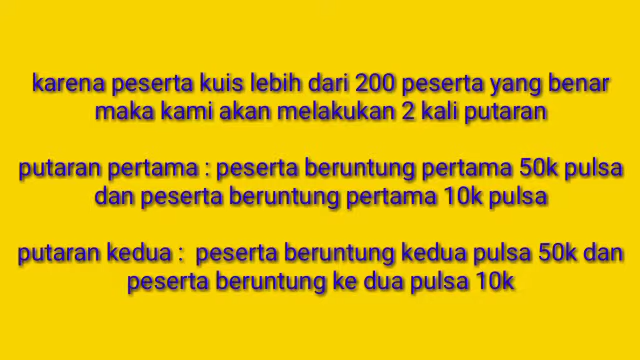 karena peserta kuis lebih dari 200 peserta yang benar
maka kami akan melakukan 2 kali putaran
putaran pertama : peserta beruntung pertama 50k pulsa
dan peserta beruntung pertama 10k pulsa
putaran kedua :  peserta beruntung kedua pulsa 50k dan
peserta beruntung ke dua pulsa 10k